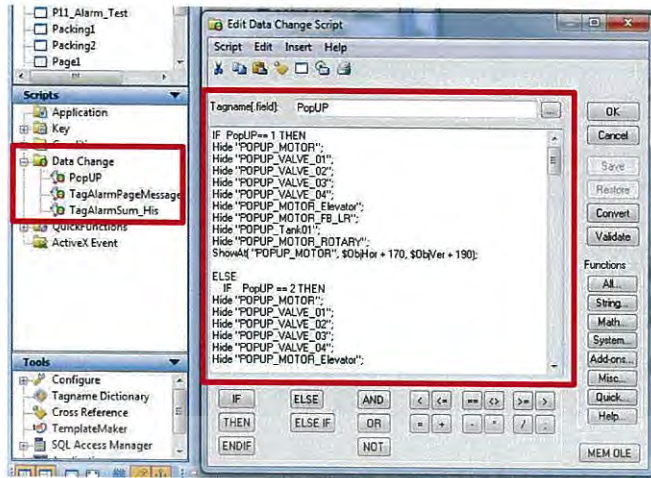 P11_Alarm_Test
Packing1
Packing2
Page1
Scripts
Application
Key
Data Change
PopUP
TagAlarmPageMessage
TagAlarmSum_His
QuickFunctions
ActiveX Event
Tools
Configure
Tagname Dictionary
Cross Reference
TemplateMaker
SQL Access Manager
Edit Data Change Script
Script Edit Insert Help
Tagname[.field]: PopUP ...
IF PopUP== 1 THEN
Hide "POPUP_MOTOR";
Hide "POPUP_VALVE_01";
Hide "POPUP_VALVE_02";
Hide "POPUP_VALVE_03";
Hide "POPUP_VALVE_04";
Hide "POPUP_MOTOR_Elevator";
Hide "POPUP_MOTOR_FB_LR";
Hide "POPUP_Tank01";
Hide "POPUP_MOTOR_ROTARY";
ShowAt( "POPUP_MOTOR", $ObjHor + 170, $ObjVer + 190);
ELSE
IF PopUP == 2 THEN
Hide "POPUP_MOTOR";
Hide "POPUP_VALVE_01";
Hide "POPUP_VALVE_02";
Hide "POPUP_VALVE_03";
Hide "POPUP_VALVE_04";
Hide "POPUP_MOTOR_Elevator";
OK
Cancel
Save
Restore
Convert
Validate
Functions
All...
String...
Math...
System...
Add-ons...
Misc...
Quick...
Help...
MEM OLE
IF ELSE AND < <= == <> >= >
THEN ELSE IF OR = + - * / ;
ENDIF NOT